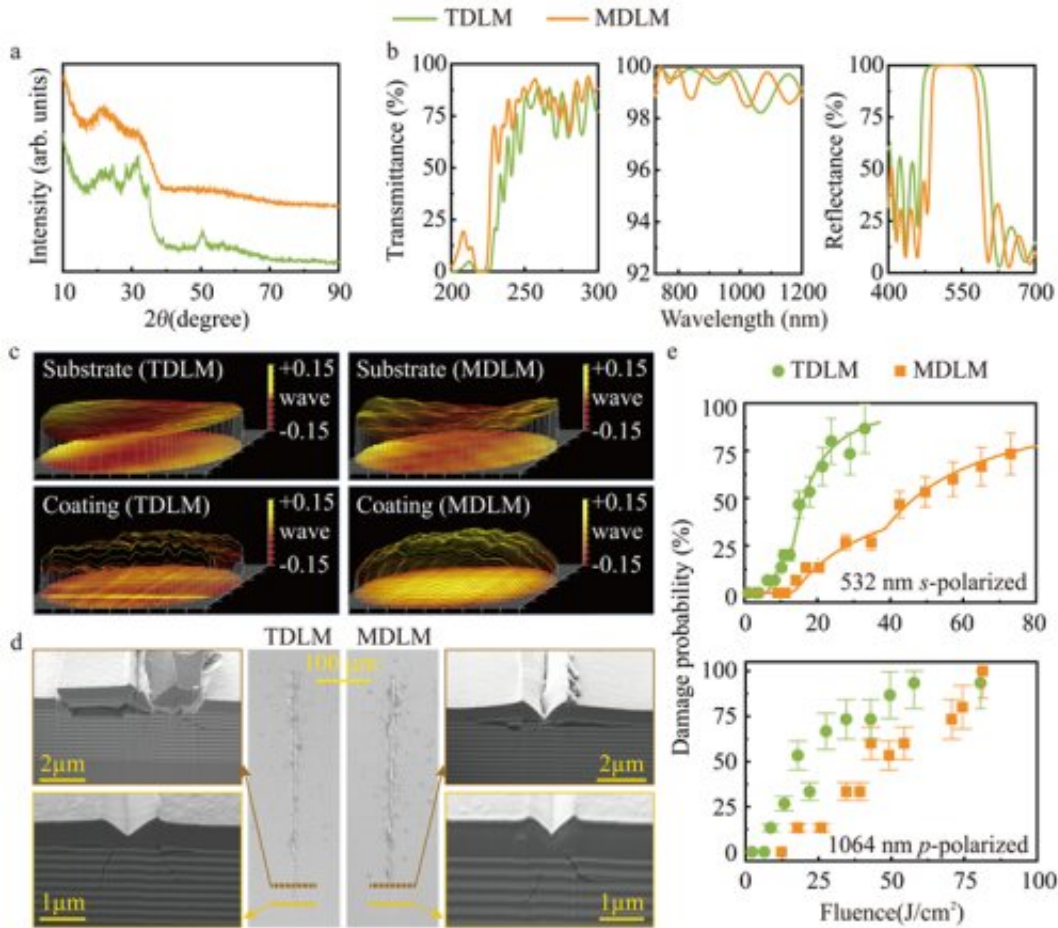 TDLM MDLM
a
Intensity (arb. units)
10 30 50 70 90
2θ(degree)
b
Transmittance (%)
100
75
50
25
0
200 250 300
100
98
96
94
92
800 1000 1200
Wavelength (nm)
Reflectance (%)
100
75
50
25
0
400 550 700
c
Substrate (TDLM)
+0.15
wave
-0.15
Substrate (MDLM)
+0.15
wave
-0.15
Coating (TDLM)
+0.15
wave
-0.15
Coating (MDLM)
+0.15
wave
-0.15
d
TDLM MDLM
100 μm
2μm
2μm
1μm
1μm
e
TDLM MDLM
Damage probability (%)
100
75
50
25
0
532 nm s-polarized
0 20 40 60 80
100
75
50
25
0
1064 nm p-polarized
0 25 50 75 100
Fluence(J/cm²)